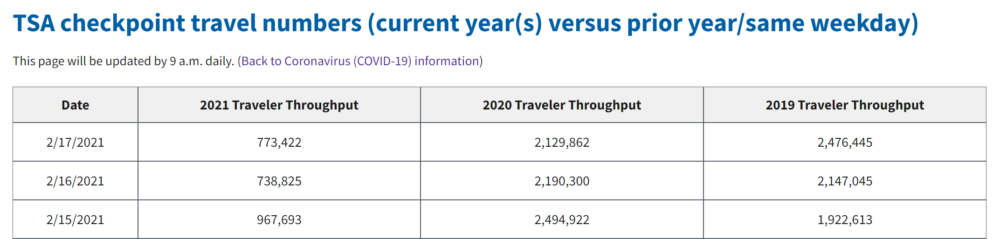 TSA checkpoint travel numbers (current year(s) versus prior year/same weekday)
This page will be updated by 9 a.m. daily. (Back to Coronavirus (COVID-19) information)
Date 2021 Traveler Throughput 2020 Traveler Throughput 2019 Traveler Throughput
2/17/2021 773,422 2,129,862 2,476,445
2/16/2021 738,825 2,190,300 2,147,045
2/15/2021 967,693 2,494,922 1,922,613